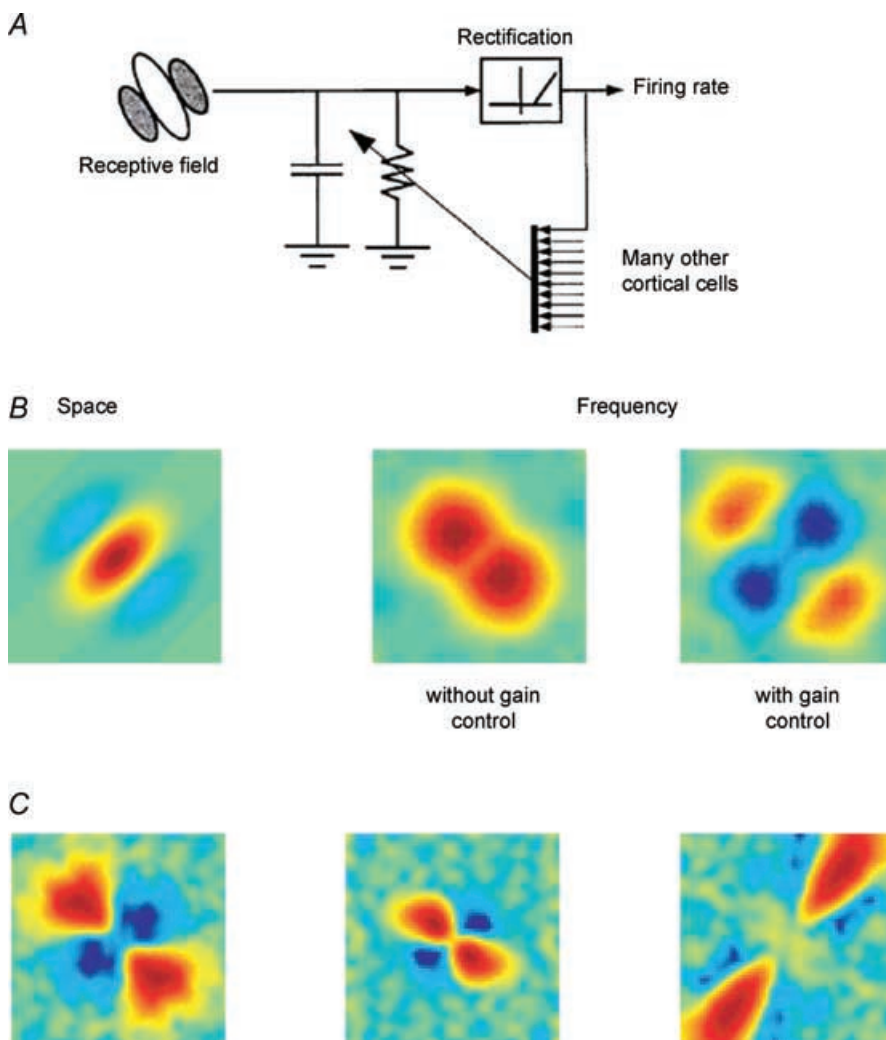 A
Rectification
Firing rate
Receptive field
Many other
cortical cells
B Space Frequency
without gain
control
with gain
control
C